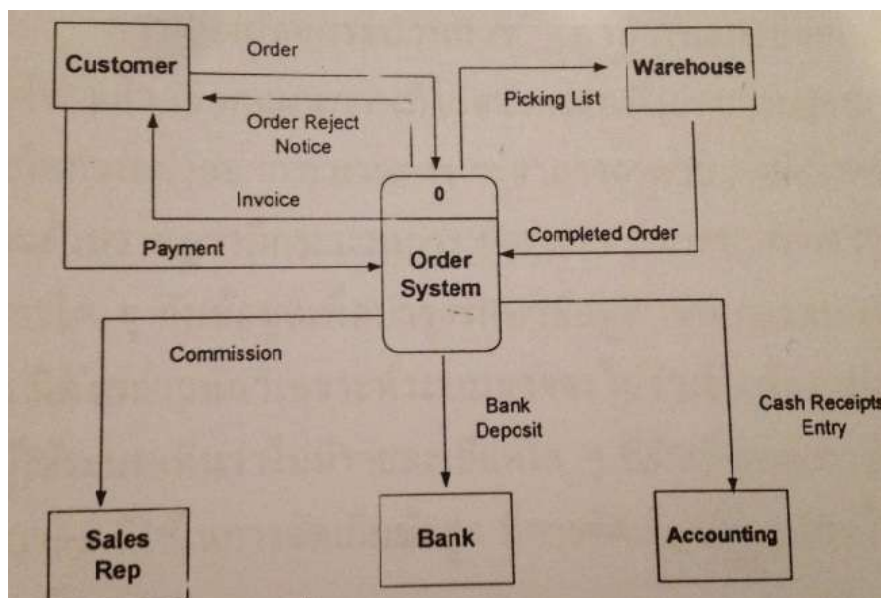 Customer
Order
Warehouse
Picking List
Order Reject
Notice
0
Invoice
Completed Order
Payment
Order
System
Commission
Bank
Deposit
Cash Receipts
Entry
Sales
Rep
Bank
Accounting